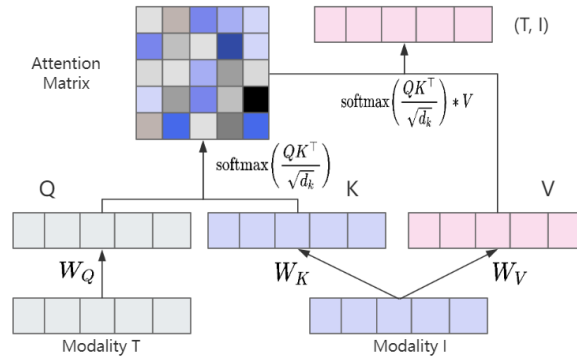 Attention
Matrix
(T, I)
softmax(QK^⊤/√d_k) * V
softmax(QK^⊤/√d_k)
Q
K
V
W_Q
W_K
W_V
Modality T
Modality I